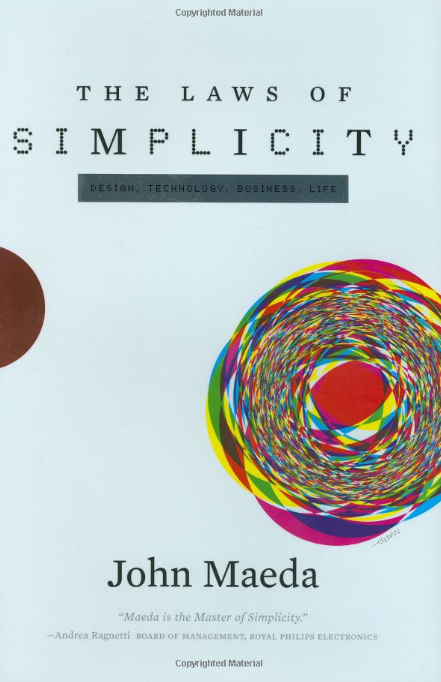 Copyrighted Material
THE LAWS OF
SIMPLICITY
DESIGN, TECHNOLOGY, BUSINESS, LIFE
John Maeda
“Maeda is the Master of Simplicity.”
—Andrea Ragnetti BOARD OF MANAGEMENT, ROYAL PHILIPS ELECTRONICS
Copyrighted Material